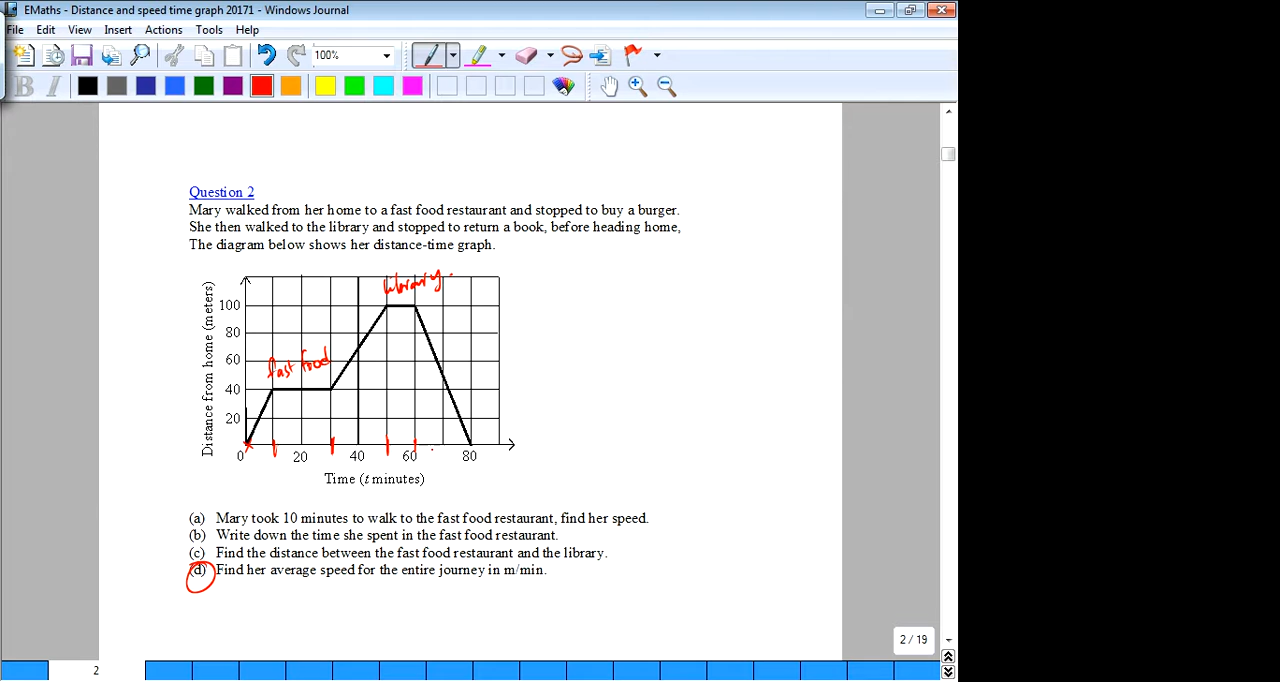 EMaths - Distance and speed time graph 20171 - Windows Journal
File Edit View Insert Actions Tools Help
100%
B I
Question 2
Mary walked from her home to a fast food restaurant and stopped to buy a burger.
She then walked to the library and stopped to return a book, before heading home,
The diagram below shows her distance-time graph.
library.
fast food
Distance from home (meters)
100
80
60
40
20
0 20 40 60 80
Time (t minutes)
(a) Mary took 10 minutes to walk to the fast food restaurant, find her speed.
(b) Write down the time she spent in the fast food restaurant.
(c) Find the distance between the fast food restaurant and the library.
(d) Find her average speed for the entire journey in m/min.
2 / 19
2